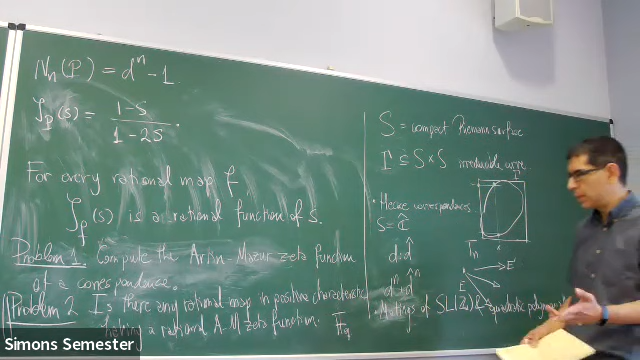 N_n(P) = d^n - 1
ζ_P(s) = (1-s)/(1-2s).
For every rational map f,
ζ_f(s) is a rational function of s.
Problem 1. Compute the Artin-Mazur zeta function
of a correspondence.
Problem 2 Is there any rational map in positive characteristic
having a rational A.M zeta function. F̄_q
S = compact Riemann surface
Γ ⊆ S × S irreducible curve
• Hecke correspondences
S = Ĉ
T_n
d:d̂
E → E'
d^n:d̂^n
• Matings of SL(Z) & quadratic polynomials
Simons Semester